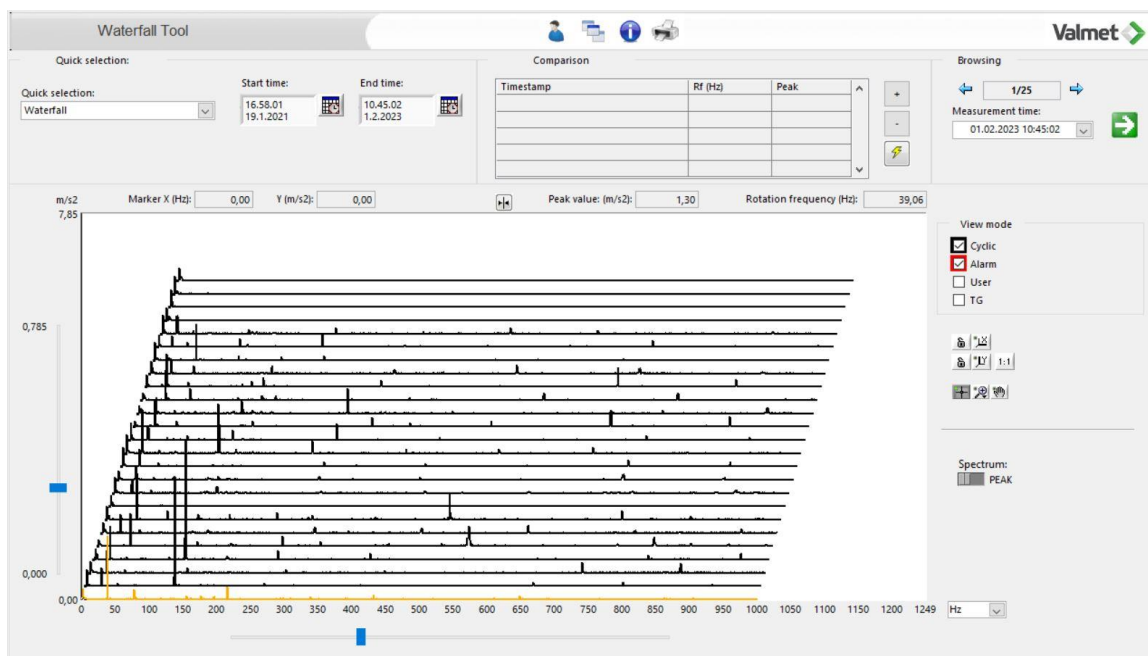 Waterfall Tool
Valmet
Quick selection:
Quick selection:
Waterfall
Start time:
16.58.01
19.1.2021
End time:
10.45.02
1.2.2023
Comparison
Timestamp Rf (Hz) Peak
+
-
Browsing
1/25
Measurement time:
01.02.2023 10:45:02
m/s2 Marker X (Hz): 0,00 Y (m/s2): 0,00 Peak value: (m/s2): 1,30 Rotation frequency (Hz): 39,06
7,85
0,785
0,000
0,00
0 50 100 150 200 250 300 350 400 450 500 550 600 650 700 750 800 850 900 950 1000 1050 1100 1150 1200 1249
Hz
View mode
Cyclic
Alarm
User
TG
1:1
Spectrum:
PEAK